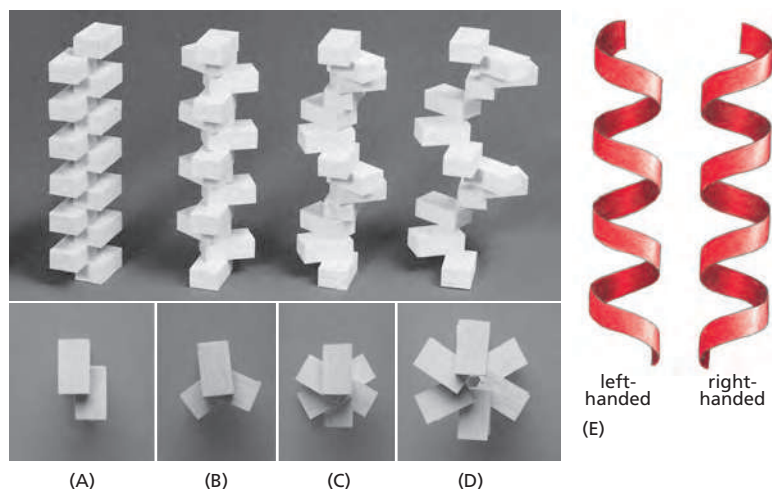 left-
handed
right-
handed
(E)
(A)
(B)
(C)
(D)